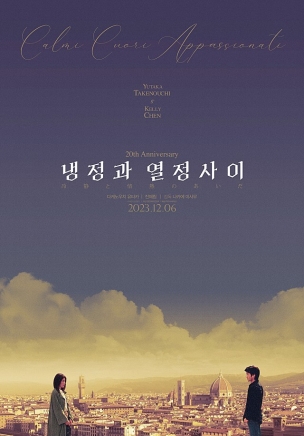 Calmi Cuori Appassionati
YUTAKA
TAKENOUCHI
KELLY
CHEN
20th Anniversary
냉정과 열정사이
2023.12.06